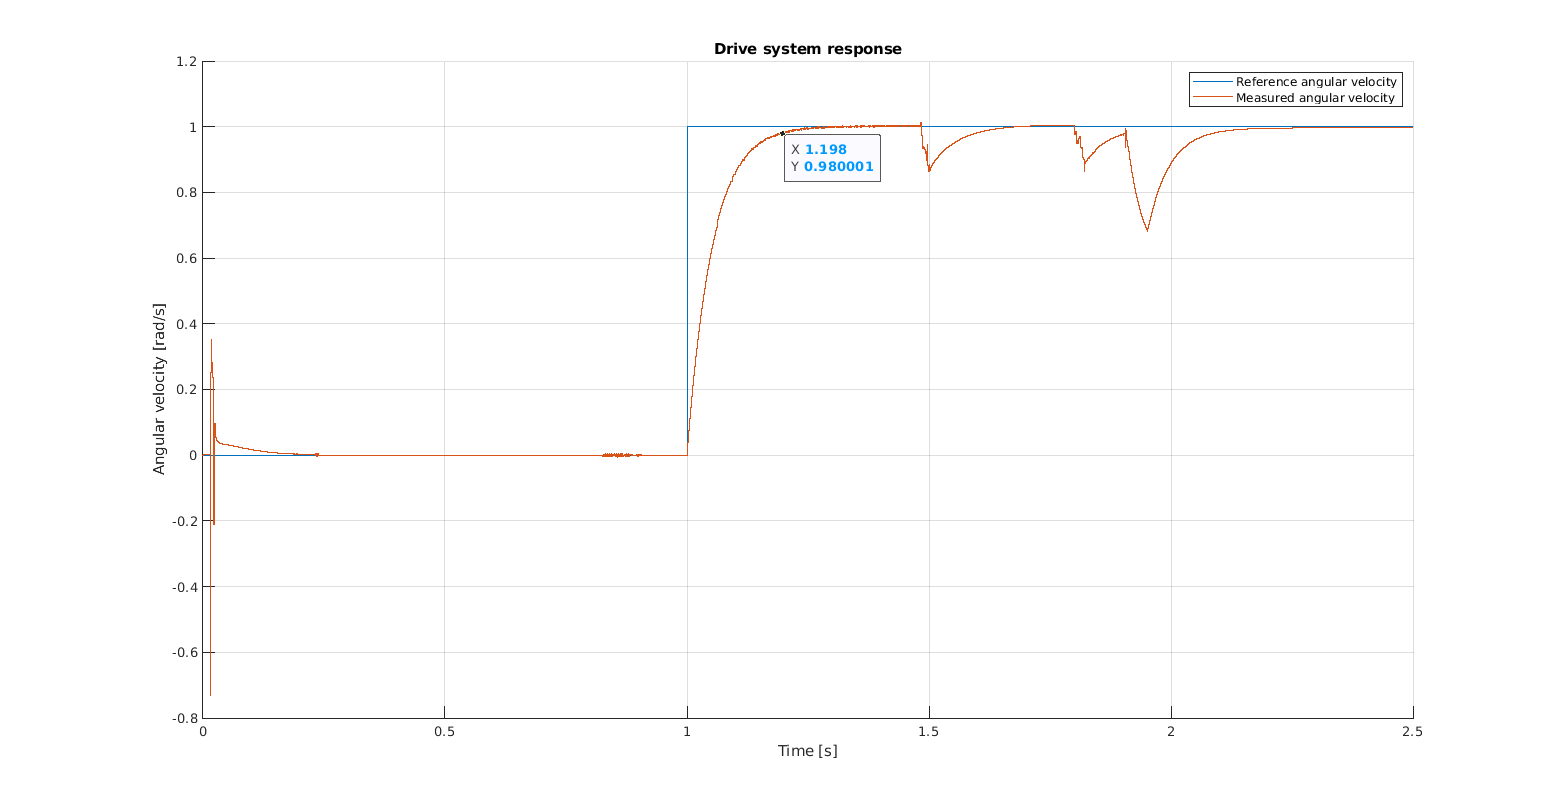 Drive system response
1.2
1
0.8
0.6
0.4
0.2
0
-0.2
-0.4
-0.6
-0.8
Angular velocity [rad/s]
Reference angular velocity
Measured angular velocity
X 1.198
Y 0.980001
0 0.5 1 1.5 2 2.5
Time [s]